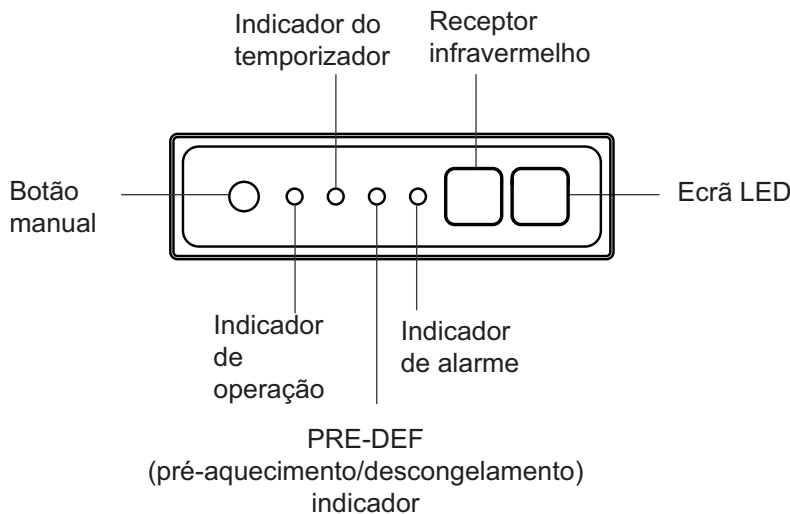 Indicador do
temporizador
Receptor
infravermelho
Botão
manual
Ecrã LED
Indicador
de
operação
Indicador
de alarme
PRE-DEF
(pré-aquecimento/descongelamento)
indicador